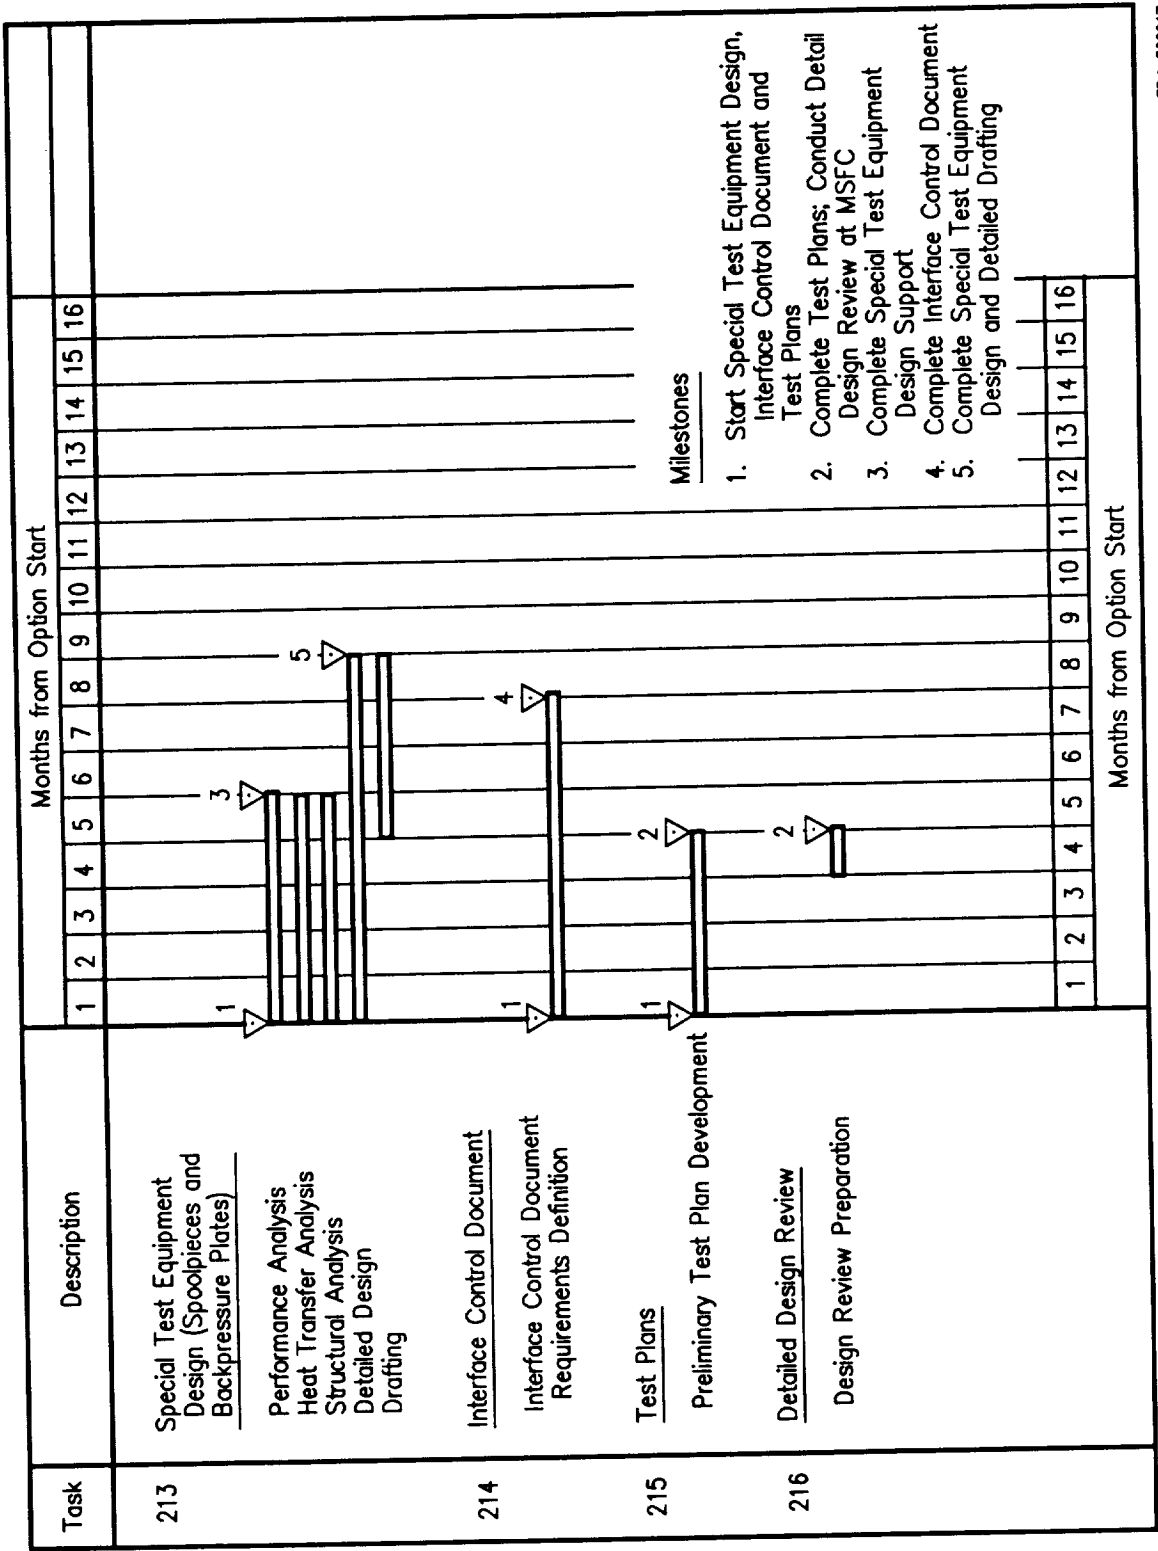 Task
Description
Months from Option Start
1 2 3 4 5 6 7 8 9 10 11 12 13 14 15 16
213
Special Test Equipment
Design (Spoolpieces and
Backpressure Plates)
1
3
5
Performance Analysis
Heat Transfer Analysis
Structural Analysis
Detailed Design
Drafting
214
Interface Control Document
1
4
Interface Control Document
Requirements Definition
215
Test Plans
1
2
Preliminary Test Plan Development
216
Detailed Design Review
2
Design Review Preparation
Milestones
1. Start Special Test Equipment Design,
Interface Control Document and
Test Plans
2. Complete Test Plans; Conduct Detail
Design Review at MSFC
3. Complete Special Test Equipment
Design Support
4. Complete Interface Control Document
5. Complete Special Test Equipment
Design and Detailed Drafting
1 2 3 4 5 6 7 8 9 10 11 12 13 14 15 16
Months from Option Start